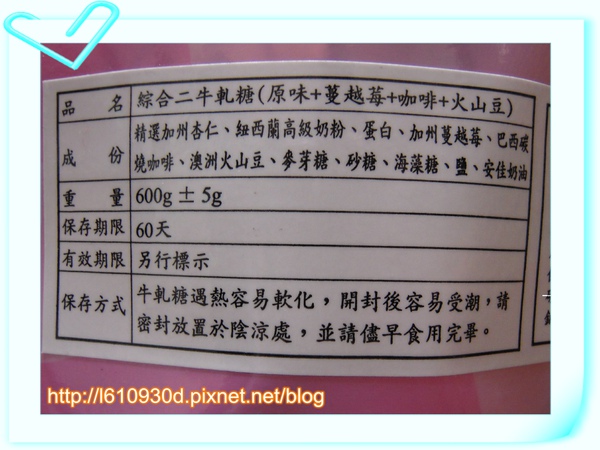 品名 綜合二牛軋糖(原味+蔓越莓+咖啡+火山豆)
成份 精選加州杏仁、紐西蘭高級奶粉、蛋白、加州蔓越莓、巴西碳
燒咖啡、澳洲火山豆、麥芽糖、砂糖、海藻糖、鹽、安佳奶油
重量 600g ± 5g
保存期限 60天
有效期限 另行標示
保存方式 牛軋糖遇熱容易軟化，開封後容易受潮，請
密封放置於陰涼處，並請儘早食用完畢。
http://l610930d.pixnet.net/blog